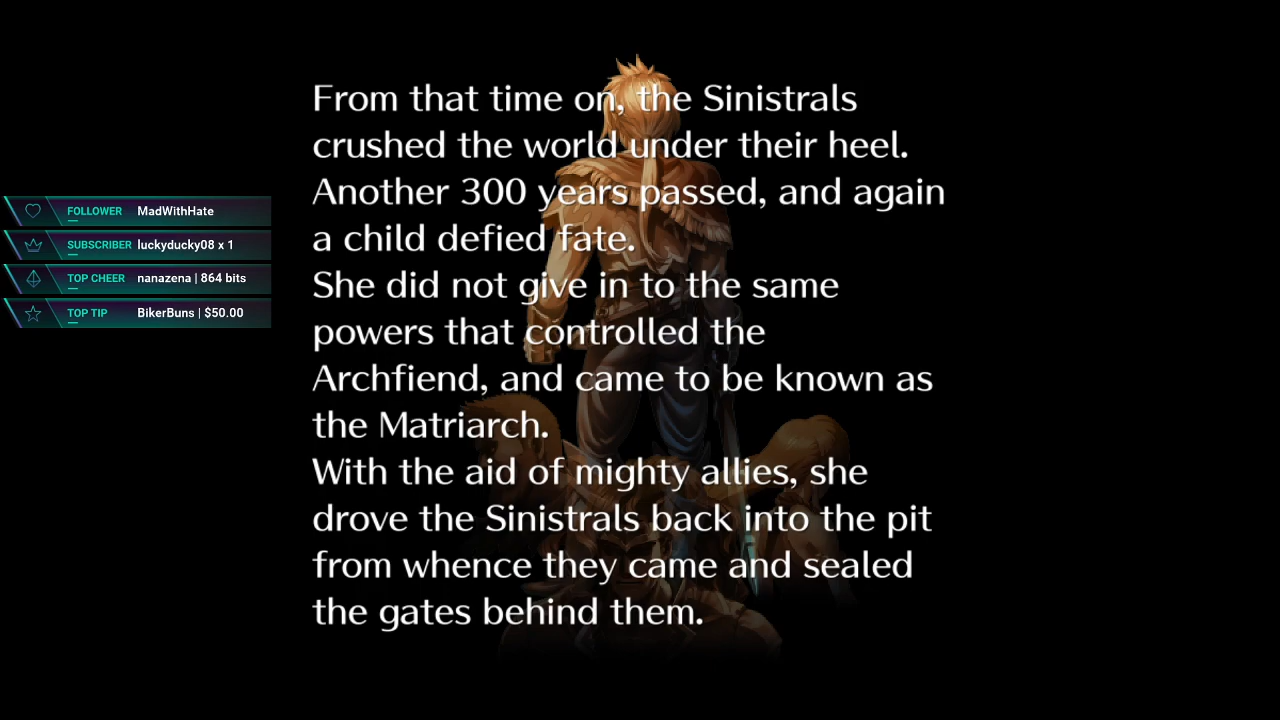 From that time on, the Sinistrals
crushed the world under their heel.
Another 300 years passed, and again
a child defied fate.
She did not give in to the same
powers that controlled the
Archfiend, and came to be known as
the Matriarch.
With the aid of mighty allies, she
drove the Sinistrals back into the pit
from whence they came and sealed
the gates behind them.
FOLLOWER MadWithHate
SUBSCRIBER luckyducky08 x 1
TOP CHEER nanazena | 864 bits
TOP TIP BikerBuns | $50.00